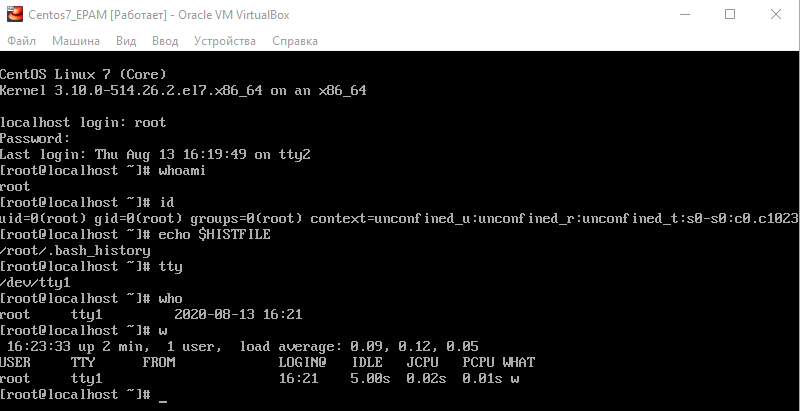 Centos7_EPAM [Работает] - Oracle VM VirtualBox
Файл Машина Вид Ввод Устройства Справка
CentOS Linux 7 (Core)
Kernel 3.10.0-514.26.2.el7.x86_64 on an x86_64
localhost login: root
Password:
Last login: Thu Aug 13 16:19:49 on tty2
[root@localhost ~]# whoami
root
[root@localhost ~]# id
uid=0(root) gid=0(root) groups=0(root) context=unconfined_u:unconfined_r:unconfined_t:s0-s0:c0.c1023
[root@localhost ~]# echo $HISTFILE
/root/.bash_history
[root@localhost ~]# tty
/dev/tty1
[root@localhost ~]# who
root     tty1         2020-08-13 16:21
[root@localhost ~]# w
 16:23:33 up 2 min,  1 user,  load average: 0.09, 0.12, 0.05
USER     TTY      FROM             LOGIN@   IDLE   JCPU   PCPU WHAT
root     tty1                      16:21    5.00s  0.02s  0.01s w
[root@localhost ~]# _